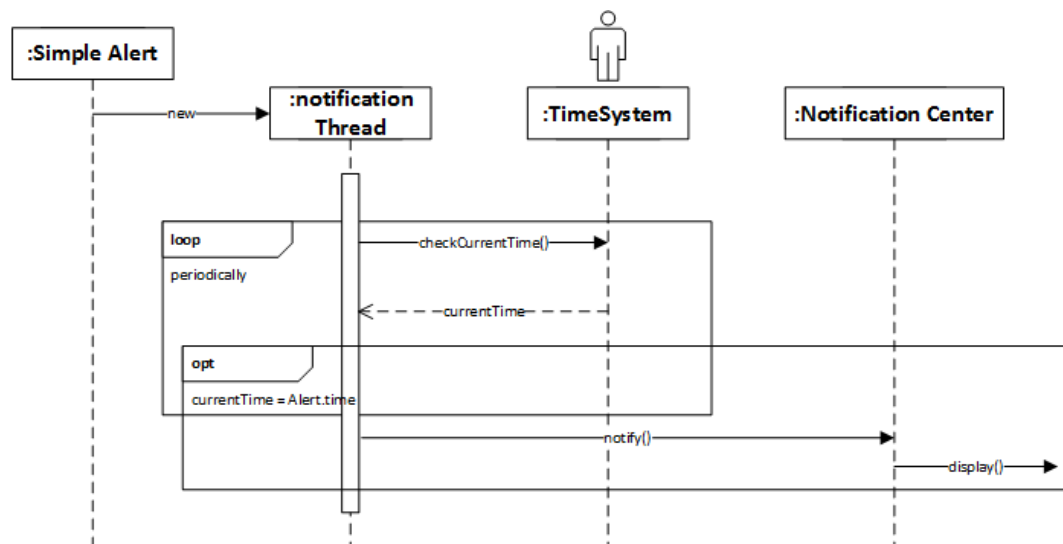 :Simple Alert
:notification
Thread
:TimeSystem
:Notification Center
new
loop
checkCurrentTime()
periodically
currentTime
opt
currentTime = Alert.time
notify()
display()